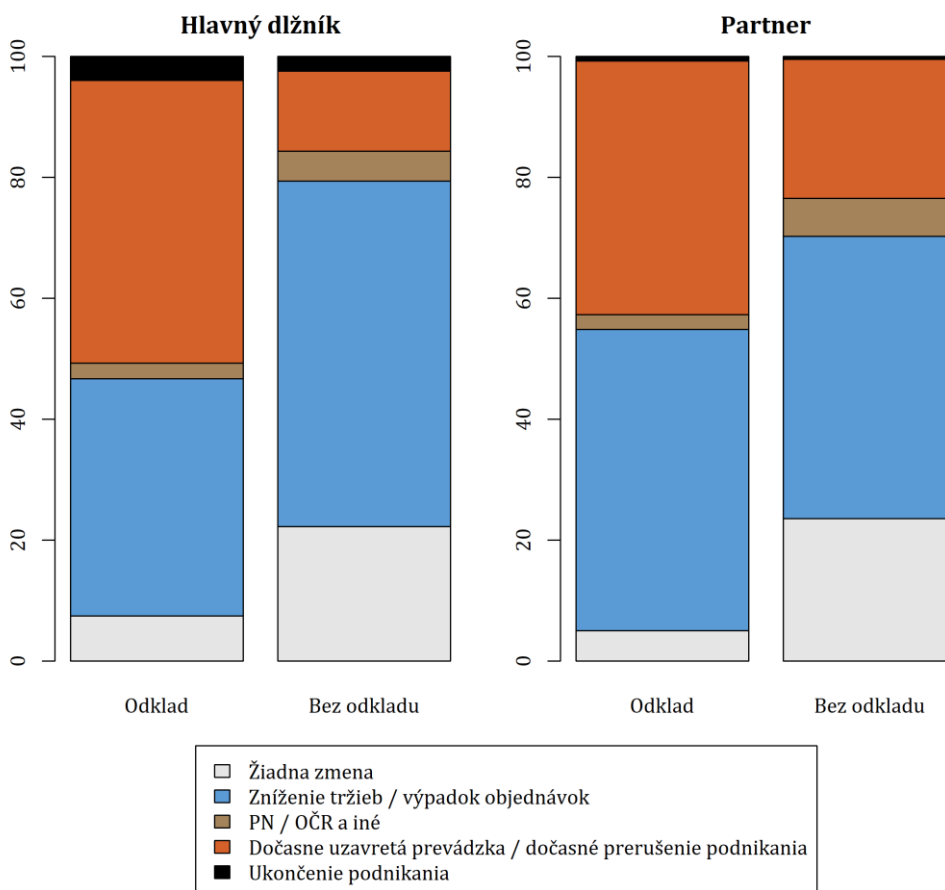 Hlavný dlžník
Partner
100
80
60
40
20
0
100
80
60
40
20
0
Odklad
Bez odkladu
Odklad
Bez odkladu
Žiadna zmena
Zníženie tržieb / výpadok objednávok
PN / OČR a iné
Dočasne uzavretá prevádzka / dočasné prerušenie podnikania
Ukončenie podnikania